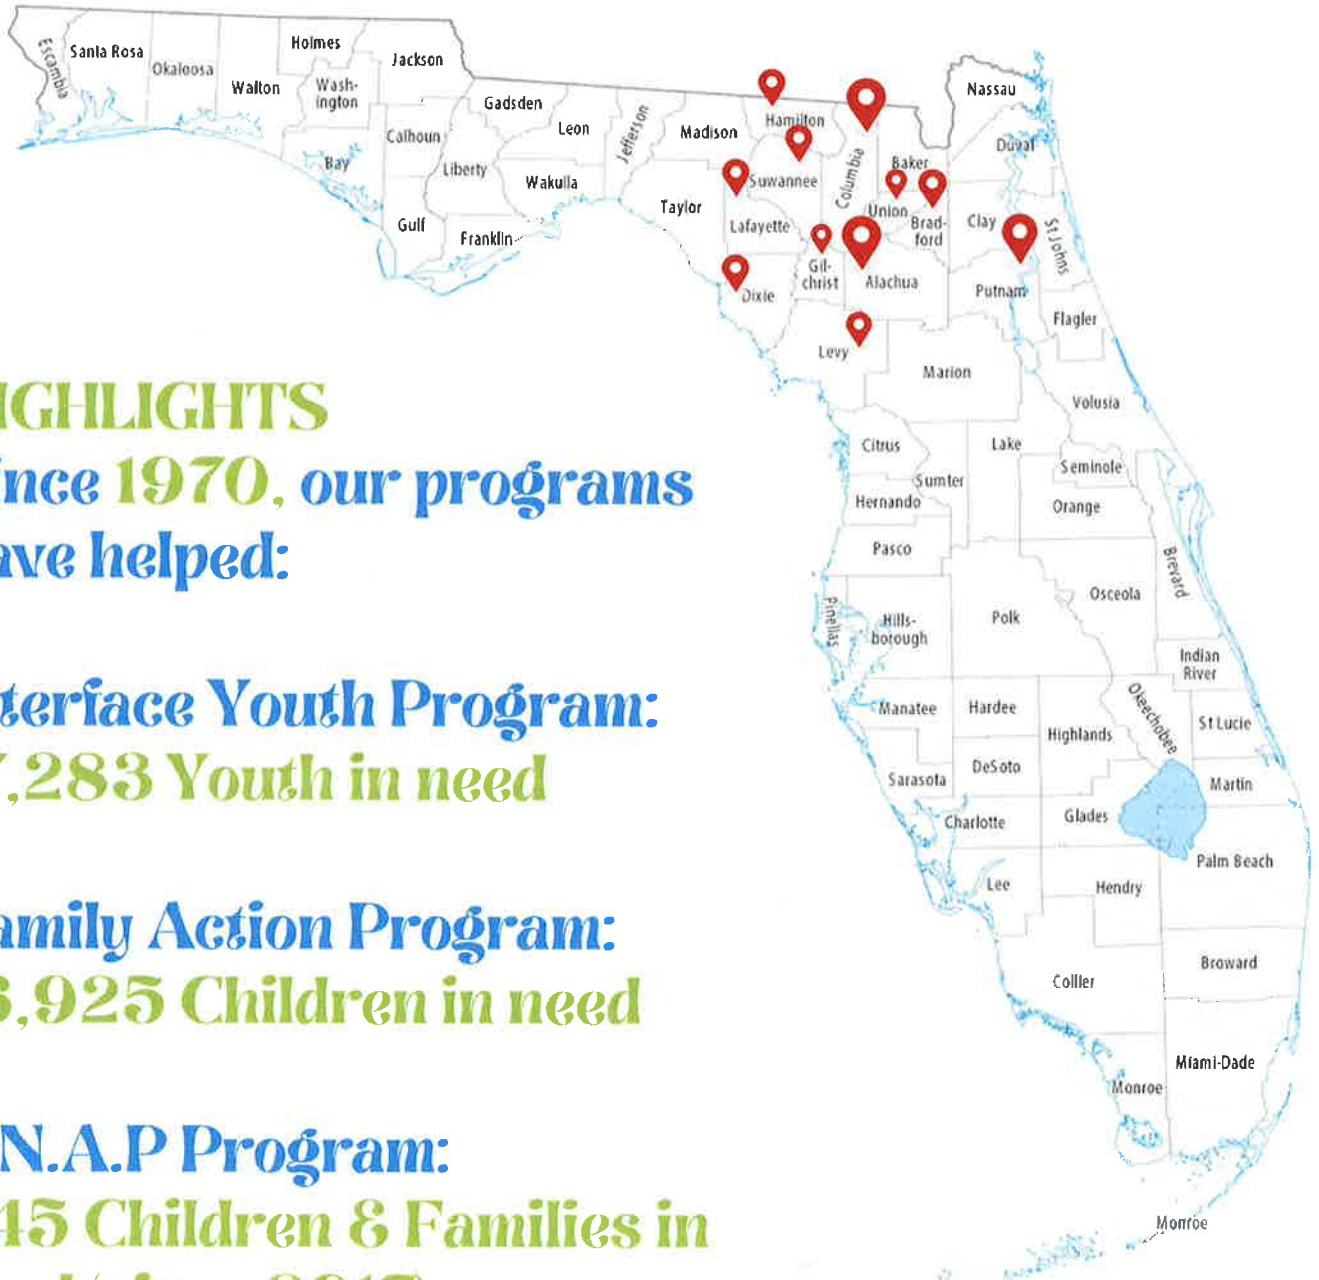 Escambia
Santa Rosa
Okaloosa
Walton
Holmes
Wash-
ington
Bay
Jackson
Calhoun
Gulf
Liberty
Gadsden
Franklin
Leon
Wakulla
Jefferson
Madison
Taylor
Hamilton
Suwannee
Lafayette
Dixie
Columbia
Gil-
christ
Baker
Union
Brad-
ford
Alachua
Levy
Nassau
Duval
Clay
St Johns
Putnam
Flagler
Marion
Volusia
Citrus
Sumter
Lake
Seminole
Orange
Hernando
Pasco
Pinellas
Hills-
borough
Polk
Osceola
Brevard
Indian
River
Manatee
Hardee
Highlands
Okeechobee
St Lucie
Sarasota
DeSoto
Martin
Charlotte
Glades
Palm Beach
Lee
Hendry
Collier
Broward
Miami-Dade
Monroe
Monroe
IGHLIGHTS
ince 1970, our programs
ave helped:
terface Youth Program:
,283 Youth in need
amily Action Program:
,925 Children in need
N.A.P Program:
45 Children & Families in